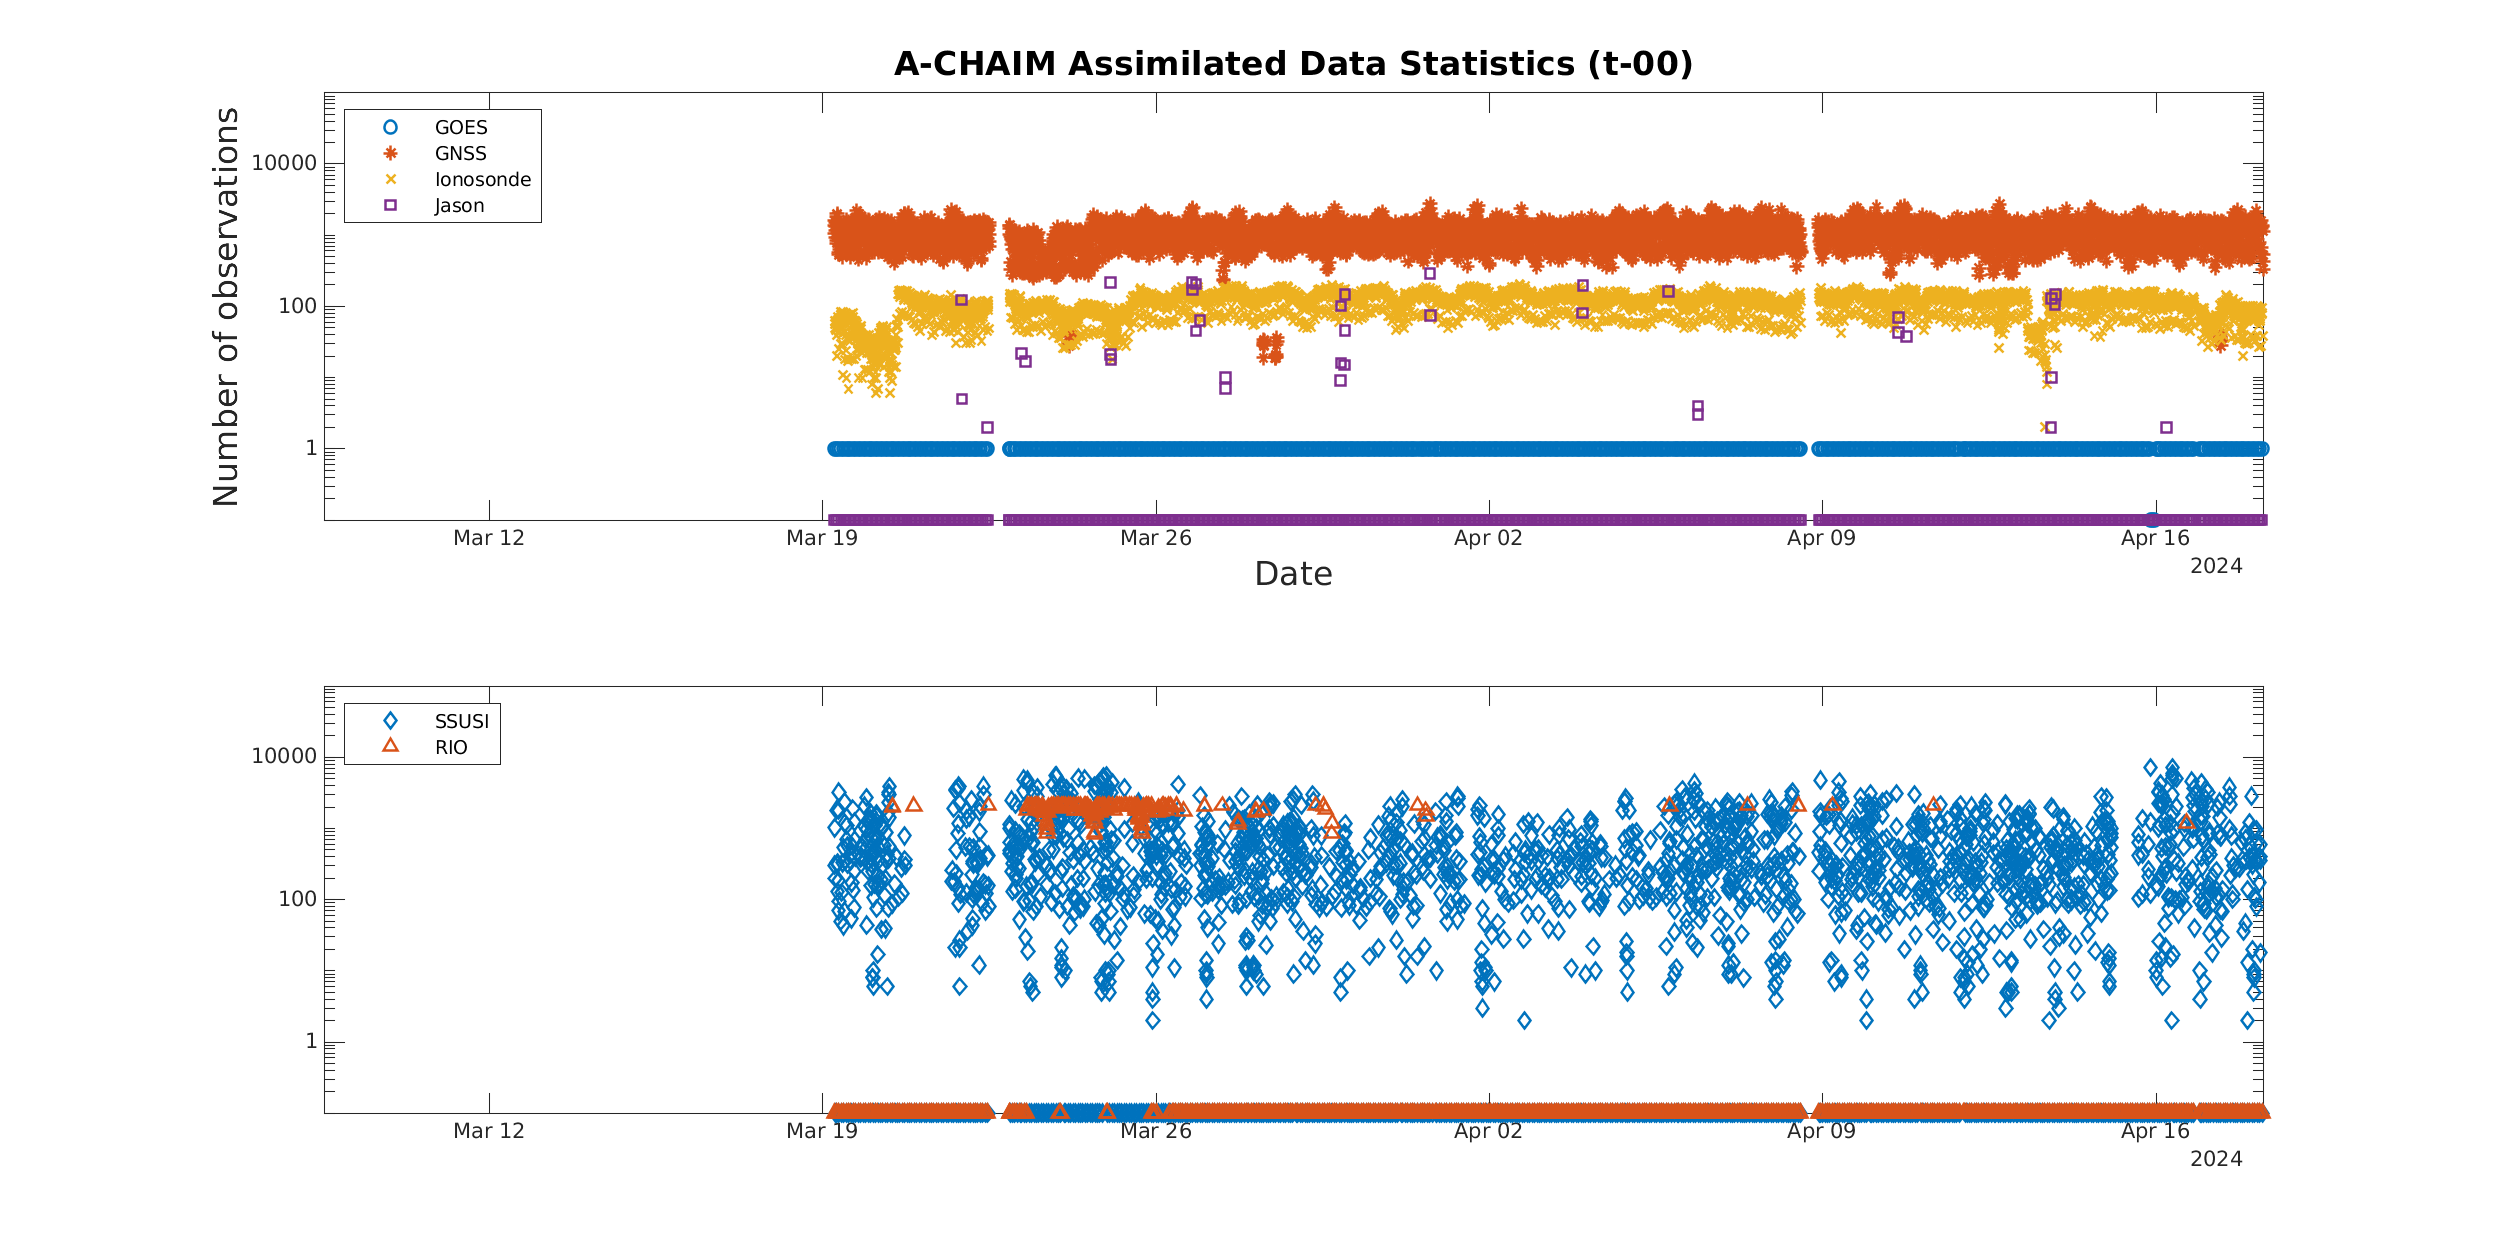 A-CHAIM Assimilated Data Statistics (t-00)
Number of observations
10000
100
1
GOES
GNSS
Ionosonde
Jason
Mar 12
Mar 19
Mar 26
Apr 02
Apr 09
Apr 16
2024
Date
10000
100
1
SSUSI
RIO
Mar 12
Mar 19
Mar 26
Apr 02
Apr 09
Apr 16
2024